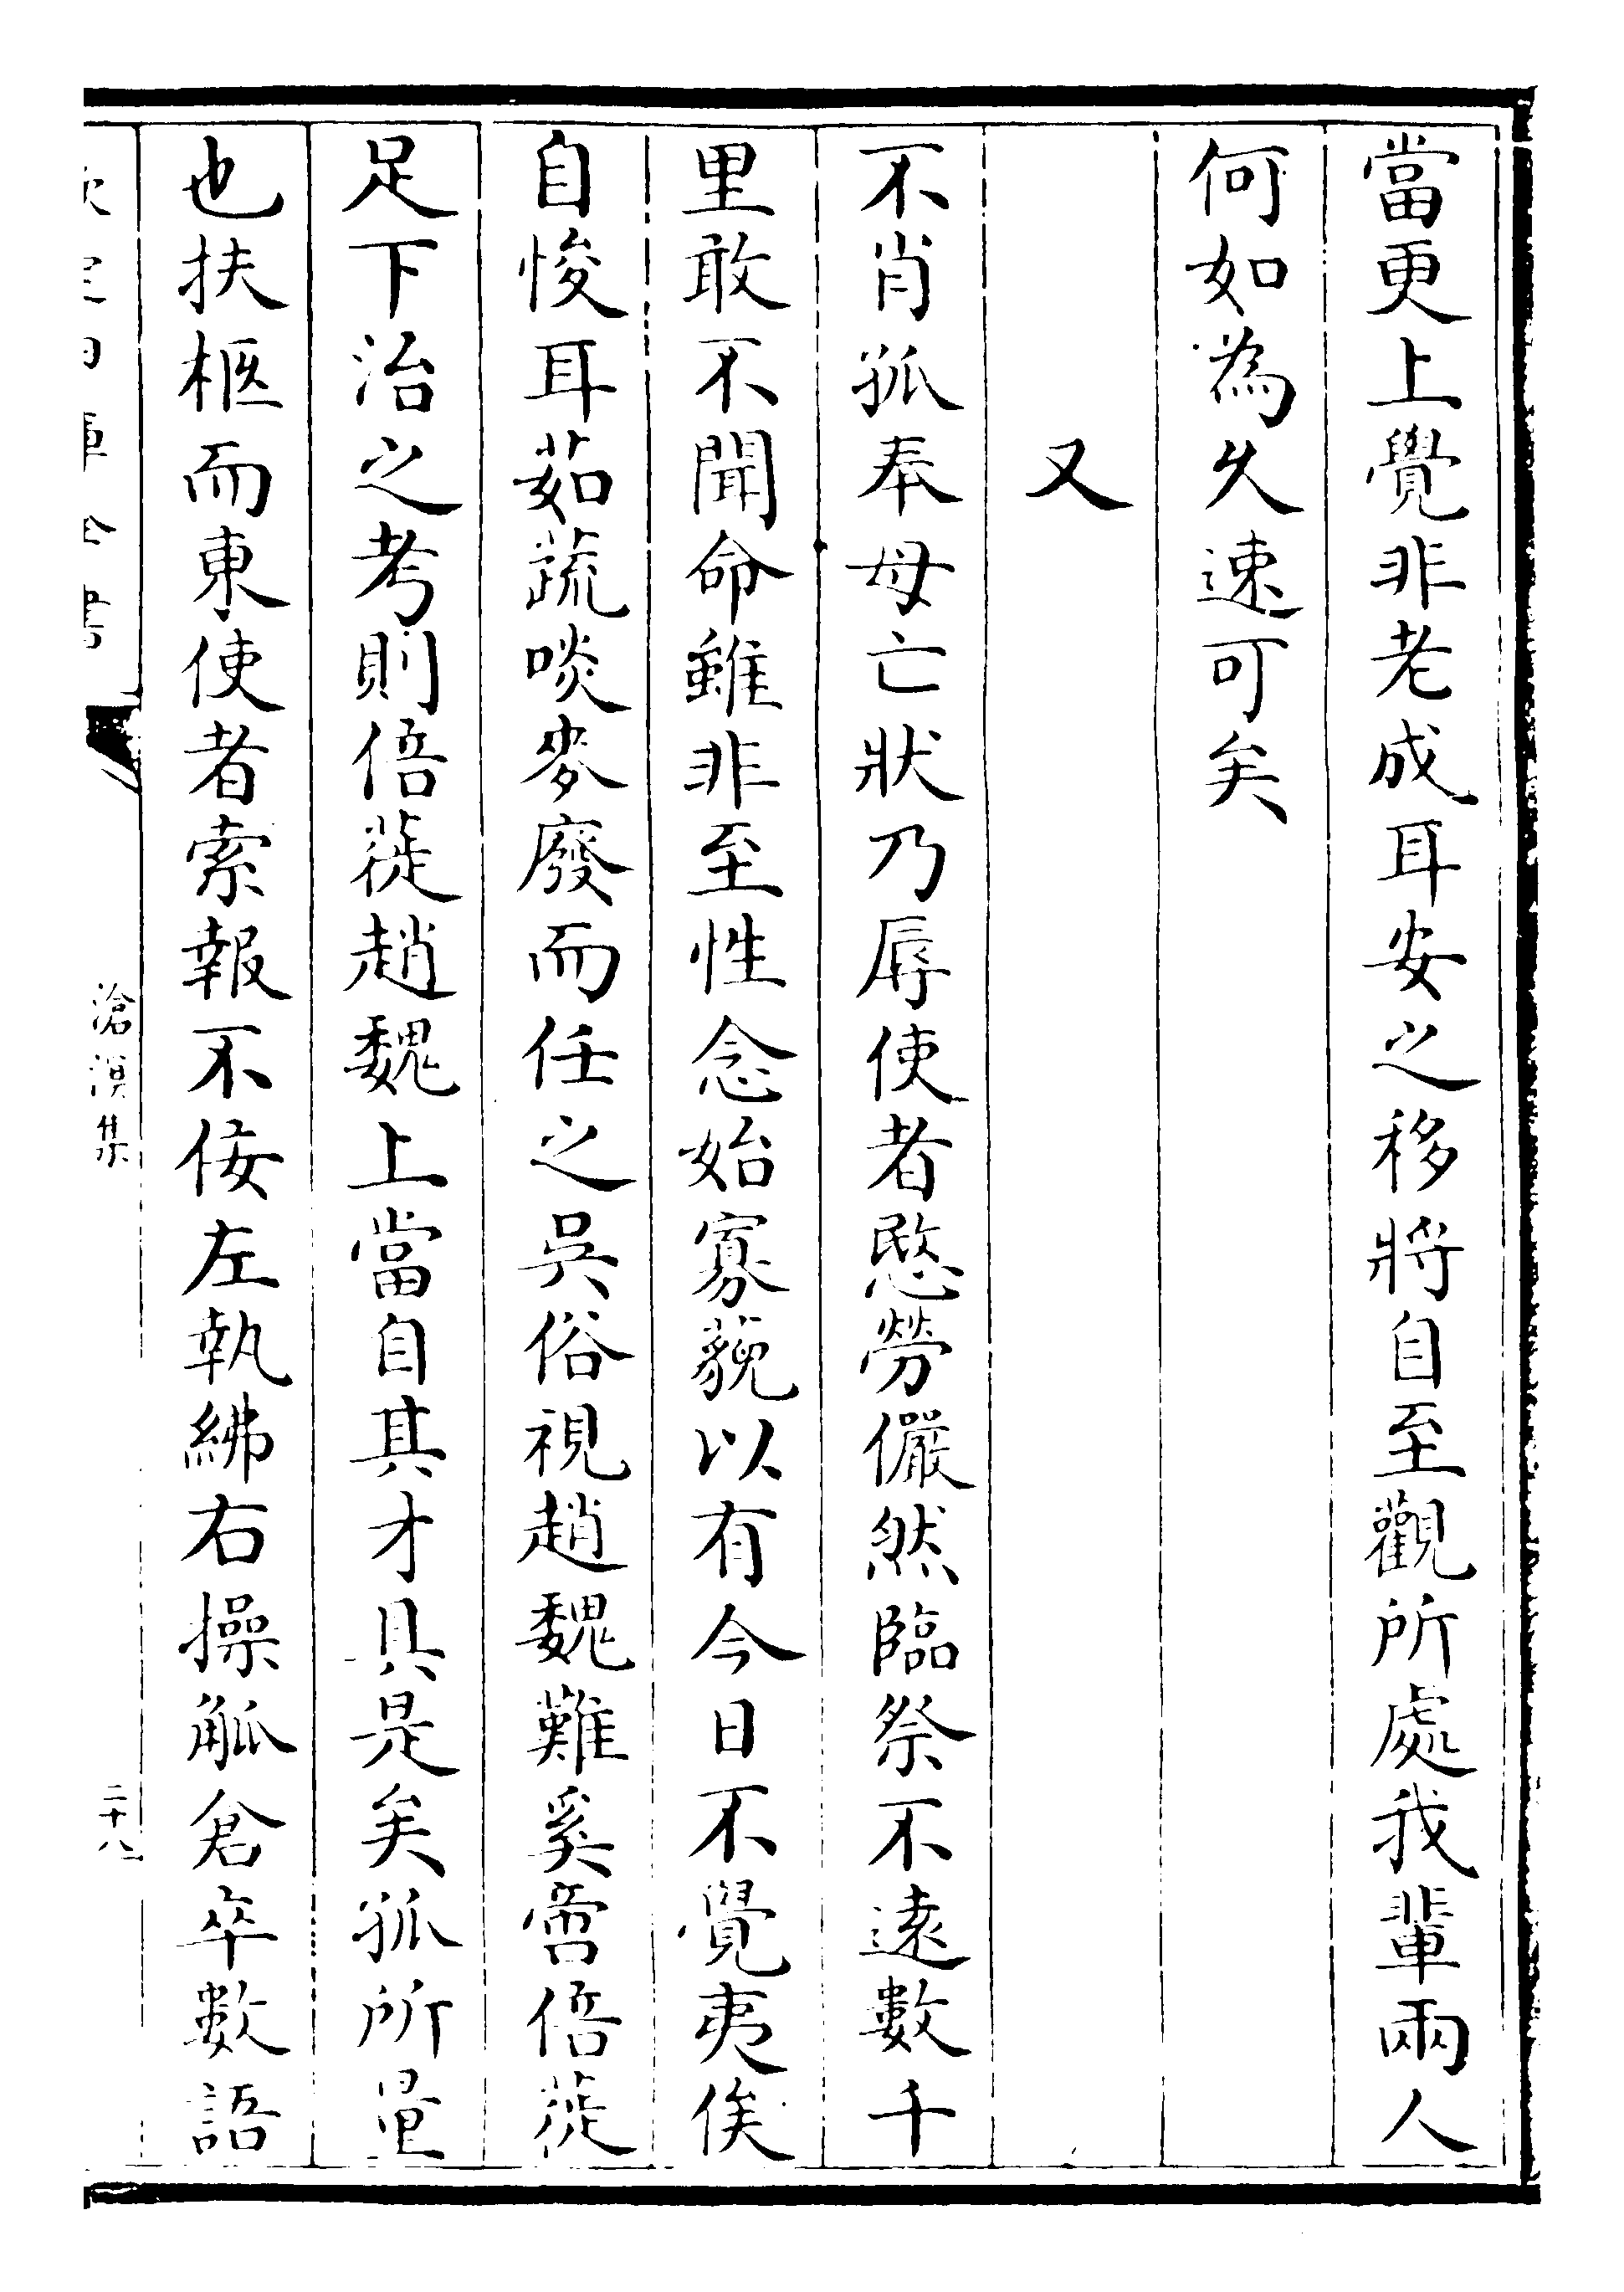 當更上覺非老成耳安之移將自至觀所處我輩兩人
何如為久速可矣
又
不肖孤奉母亡狀乃辱使者愍勞儼然臨祭不遠數千
里敢不聞命雖非至性念始寡藐以有今日不覺夷俟
自悛耳茹蔬啖麥廢而任之吳俗視趙魏難奚啻倍蓰
足下治之考則倍蓰趙魏上當自其才具是矣孤所量
也扶柩而東使者索報不佞左執紼右操觚倉卒數語
欽定四庫全書
滄溟集
二十八